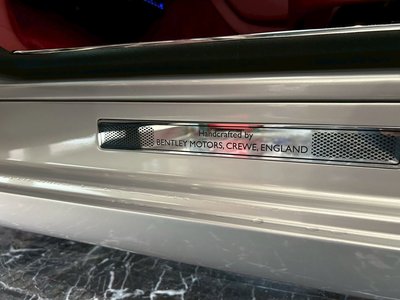 Handcrafted by
BENTLEY MOTORS, CREWE, ENGLAND